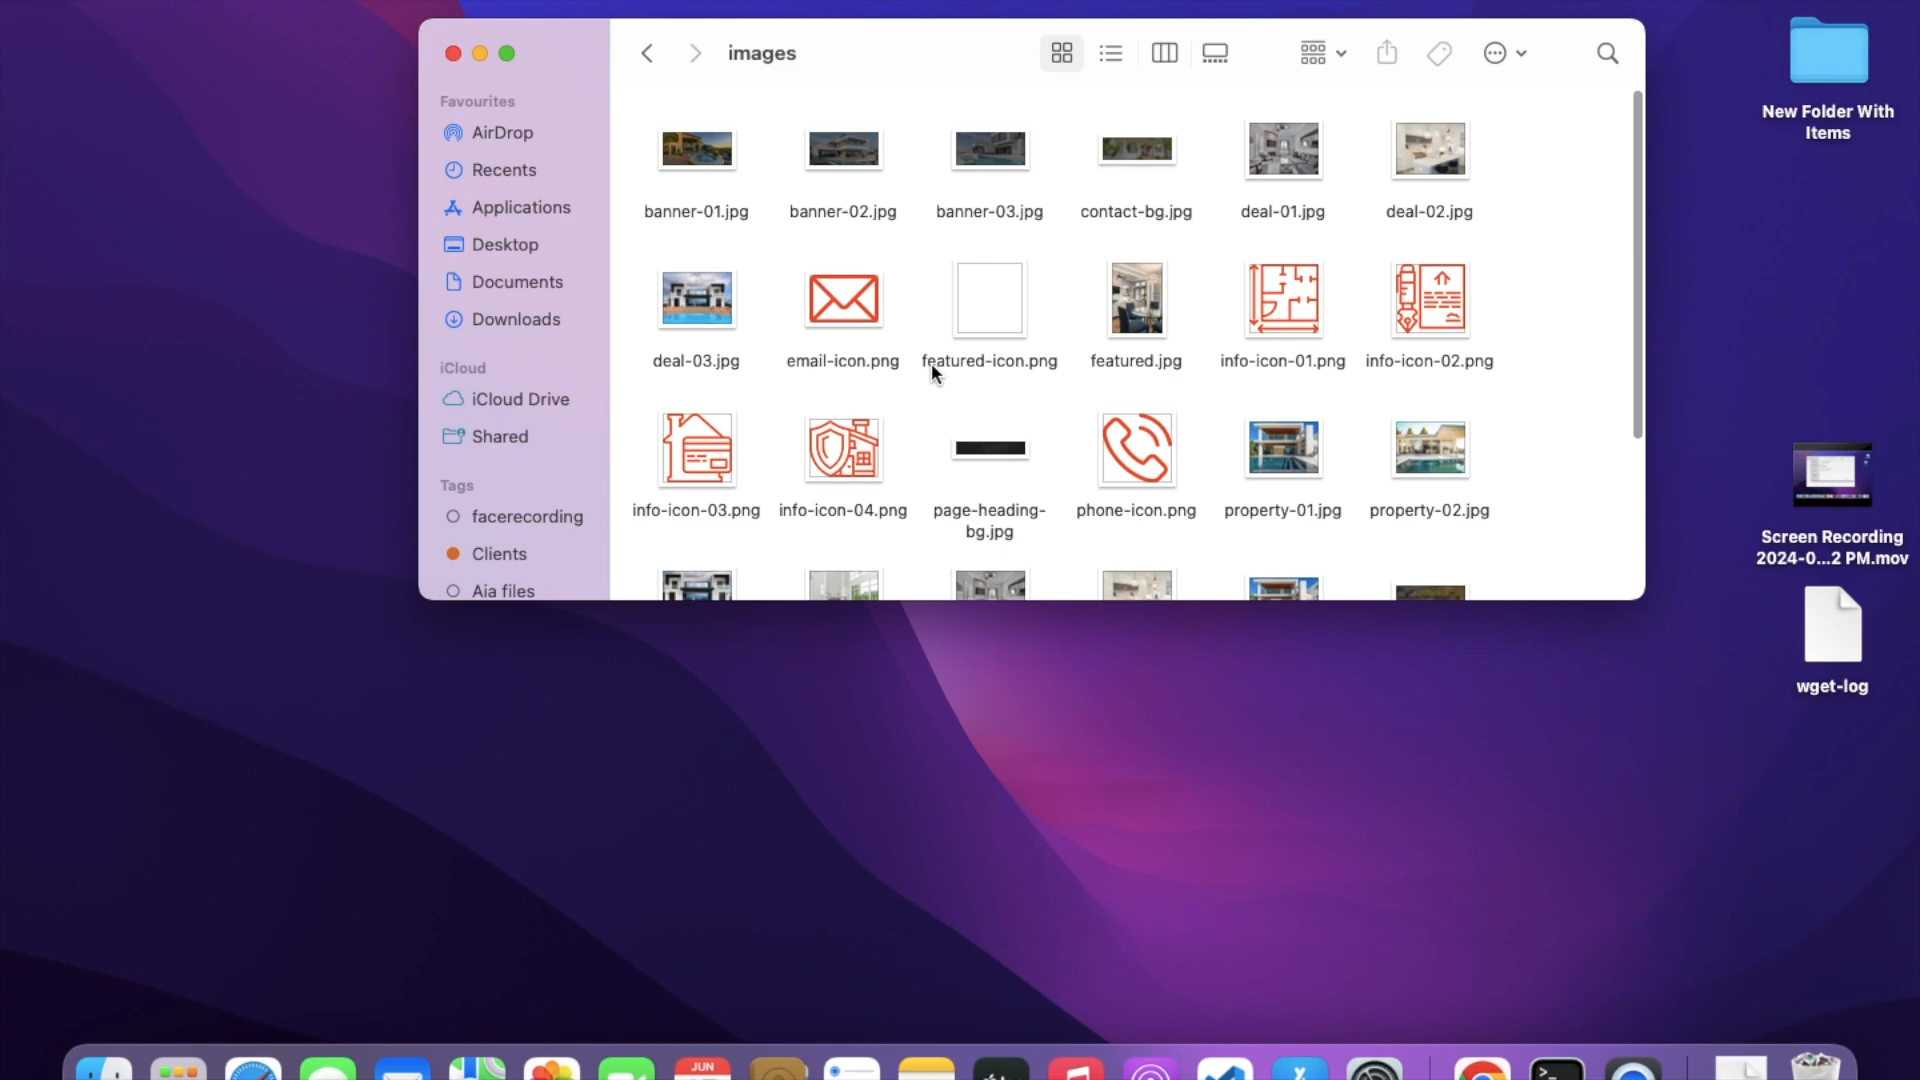 images
Favourites
AirDrop
Recents
Applications
Desktop
Documents
Downloads
iCloud
iCloud Drive
Shared
Tags
facerecording
Clients
Aia files
banner-01.jpg
banner-02.jpg
banner-03.jpg
contact-bg.jpg
deal-01.jpg
deal-02.jpg
deal-03.jpg
email-icon.png
featured-icon.png
featured.jpg
info-icon-01.png
info-icon-02.png
info-icon-03.png
info-icon-04.png
page-heading-
bg.jpg
phone-icon.png
property-01.jpg
property-02.jpg
New Folder With
Items
Screen Recording
2024-0...2 PM.mov
wget-log
JUN